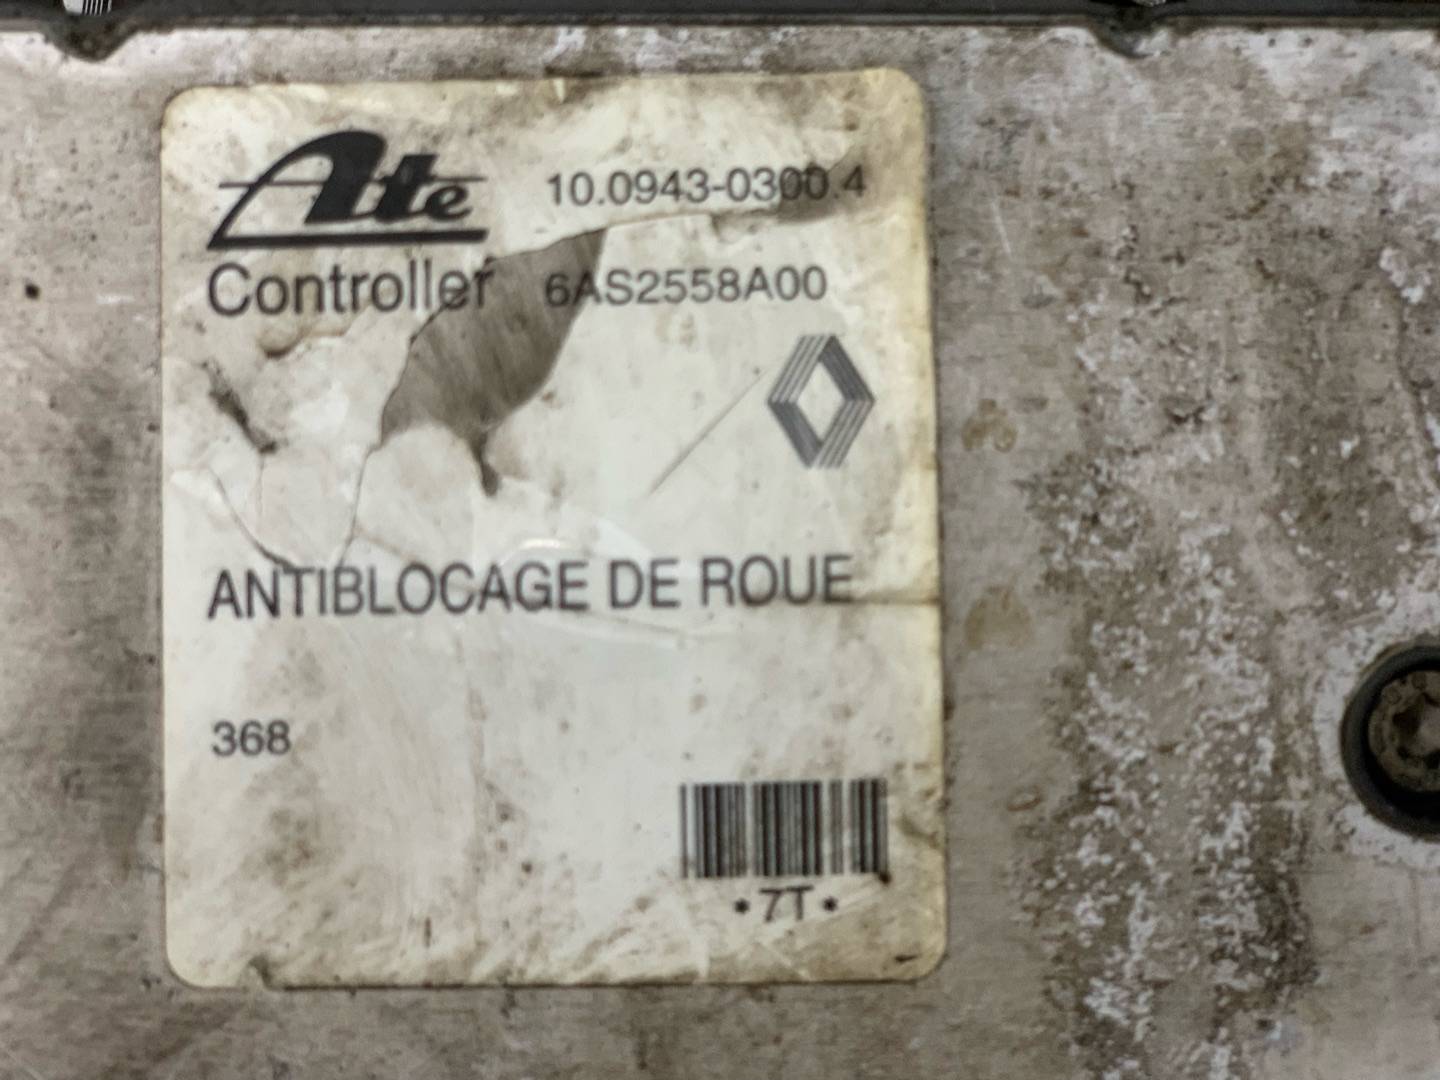 Ate 10.0943-0300.4
Controller 6AS2558A00
ANTIBLOCAGE DE ROUE
368
*7T*